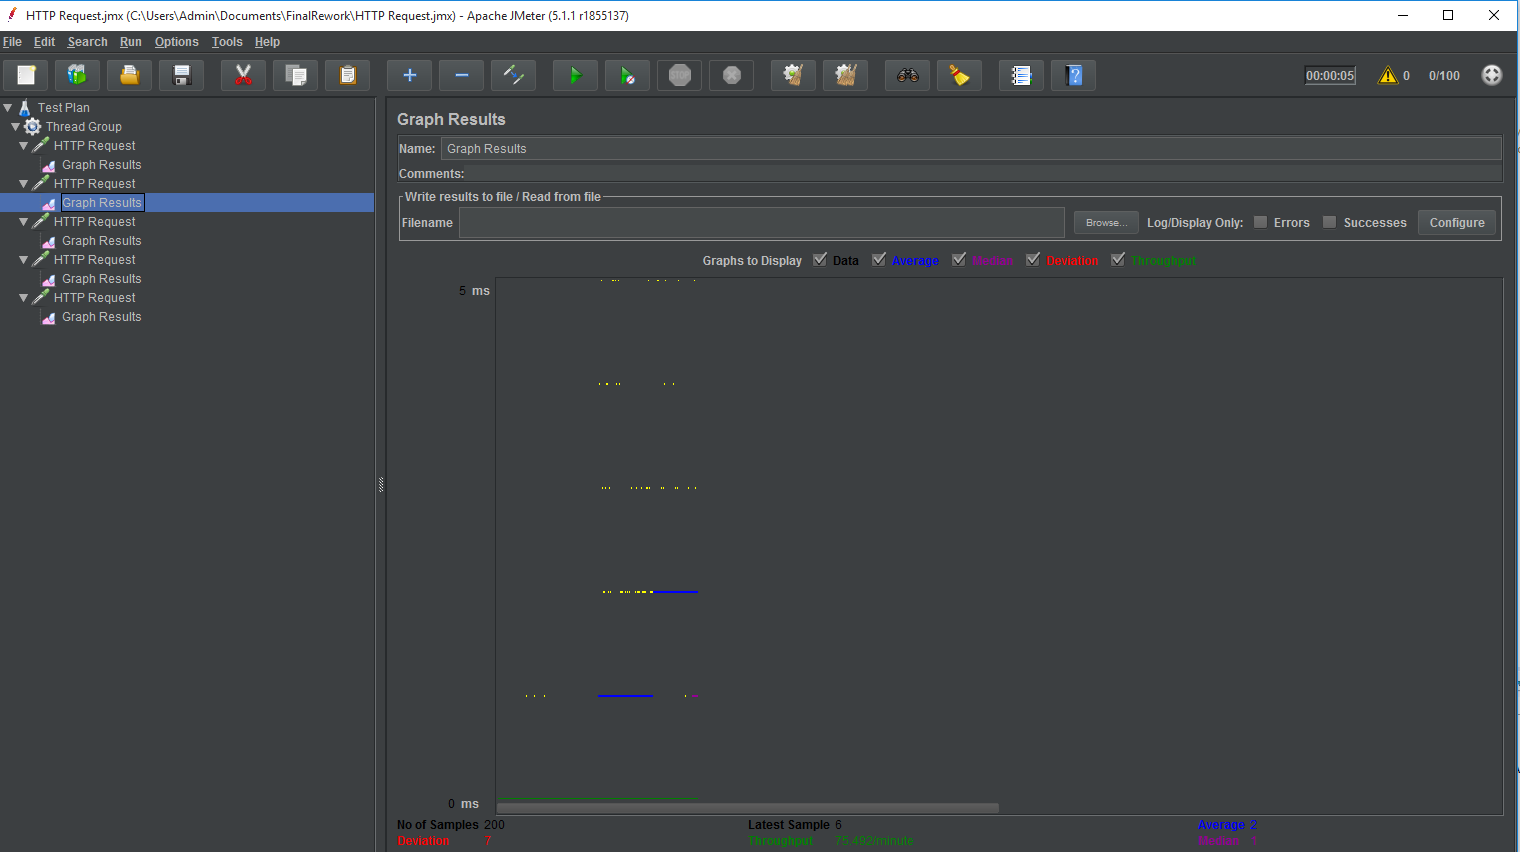 HTTP Request.jmx (C:\Users\Admin\Documents\FinalRework\HTTP Request.jmx) - Apache JMeter (5.1.1 r1855137)
File Edit Search Run Options Tools Help
STOP
00:00:05 0 0/100
Test Plan
Thread Group
HTTP Request
Graph Results
HTTP Request
Graph Results
HTTP Request
Graph Results
HTTP Request
Graph Results
HTTP Request
Graph Results
Graph Results
Name: Graph Results
Comments:
Write results to file / Read from file
Filename Browse... Log/Display Only: Errors Successes Configure
Graphs to Display Data Average Median Deviation Throughput
5 ms
0 ms
No of Samples 200 Latest Sample 6 Average 2
Deviation 7 Throughput 75.492/minute Median 1